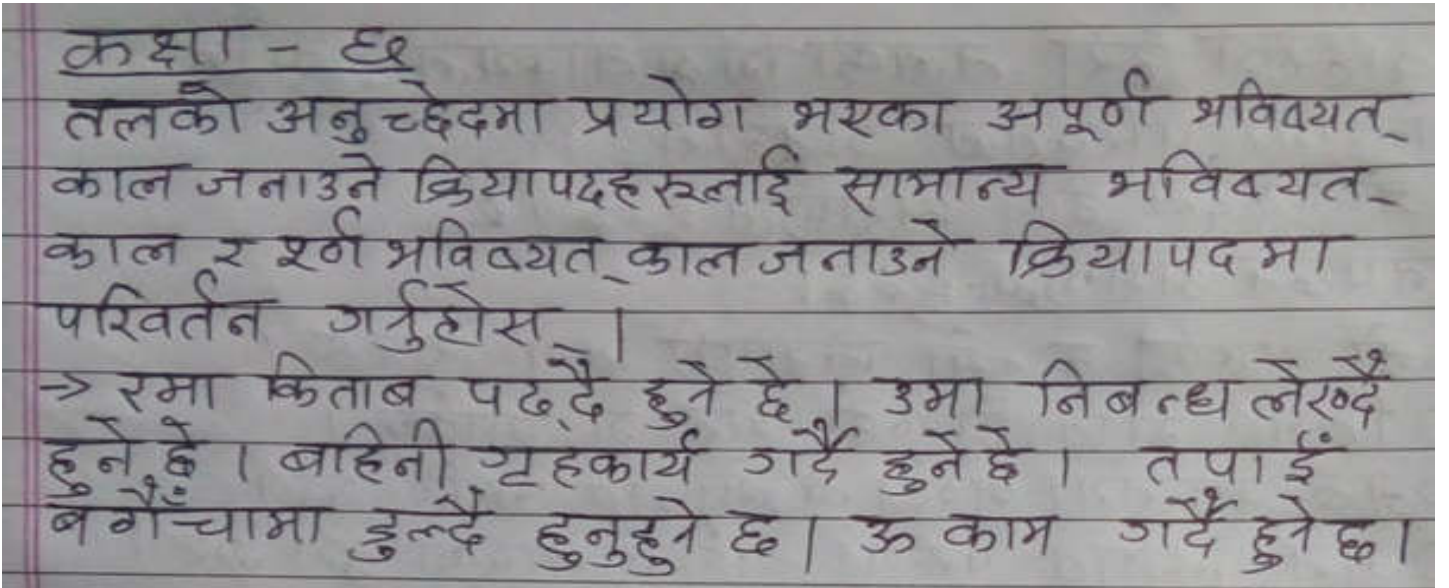 कक्षा - छ
तलको अनुच्छेदमा प्रयोग भएका अपूर्ण भविष्यत्
काल जनाउने क्रियापदहरूलाई सामान्य भविष्यत्
काल र पूर्ण भविष्यत् काल जनाउने क्रियापदमा
परिवर्तन गर्नुहोस् ।
→ रमा किताब पढ्दै हुने छे । उमा निबन्ध लेख्दै
हुने छे । बहिनी गृहकार्य गर्दै हुने छे । तपाईँ
बगैँचामा डुल्दै हुनुहुने छ । ऊ काम गर्दै हुने छ ।